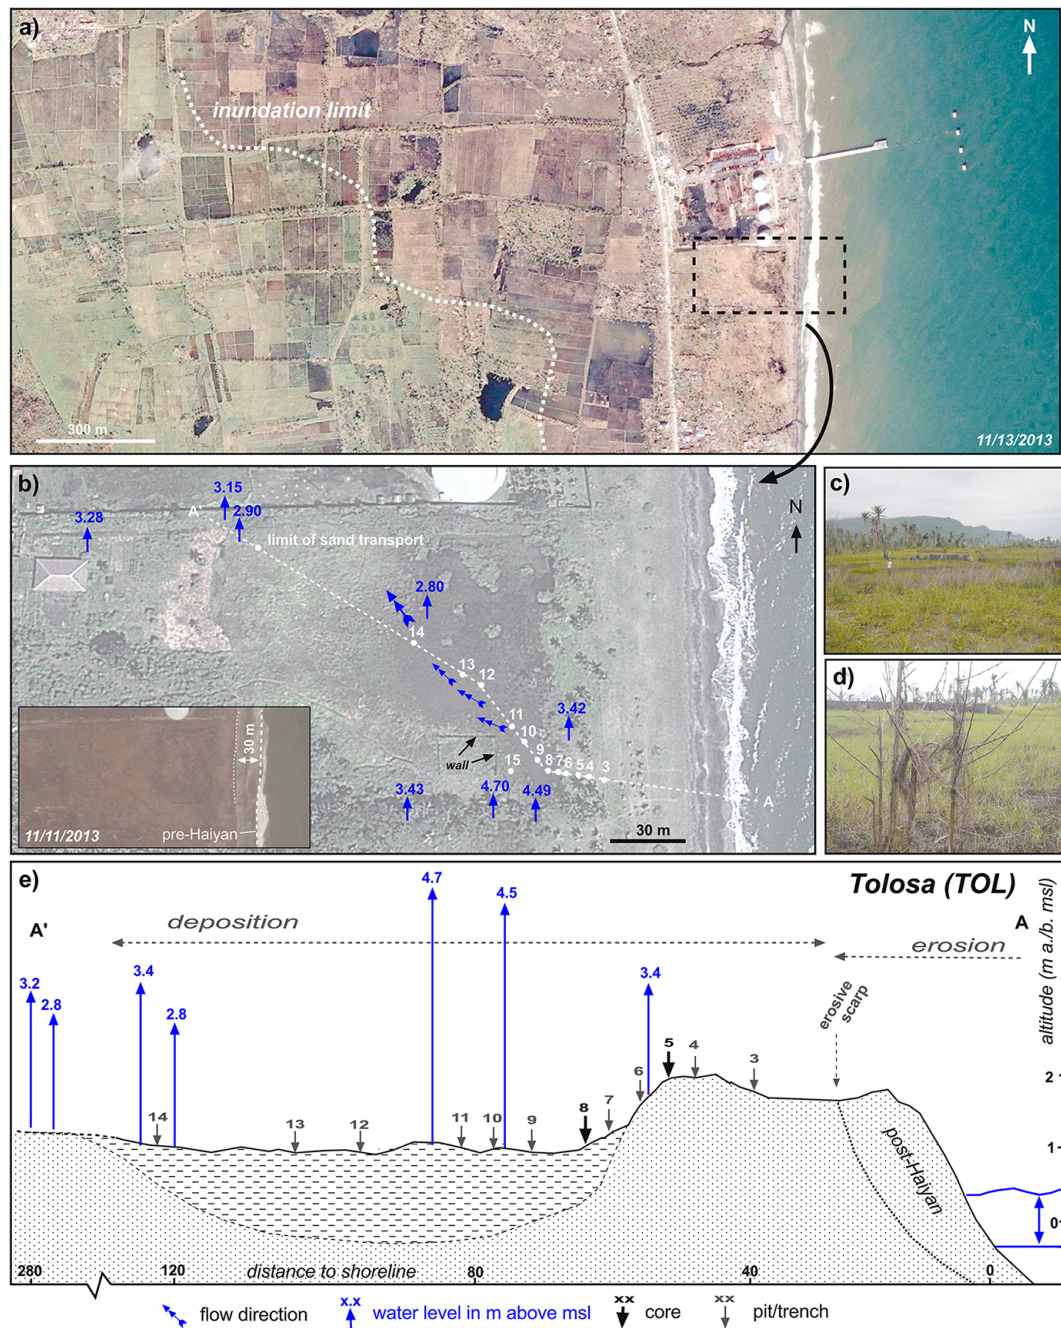 a)
N
inundation limit
300 m
11/13/2013
b)
3.15
A'
2.90
3.28
limit of sand transport
N
2.80
14
13
12
11
3.42
10
wall
9
15
8 7 6 5 4 3
3.43
4.70
4.49
A
30 m
30 m
pre-Haiyan
11/11/2013
c)
d)
e)
Tolosa (TOL)
A'
deposition
4.7
4.5
A
erosion
altitude (m a./b. msl)
3.2
2.8
3.4
2.8
3.4
erosive
scarp
14
13
12
11
10
9
8
7
6
5
4
3
2
1
0
post-Haiyan
280
120
distance to shoreline
80
40
0
flow direction
x.x
water level in m above msl
xx
core
xx
pit/trench